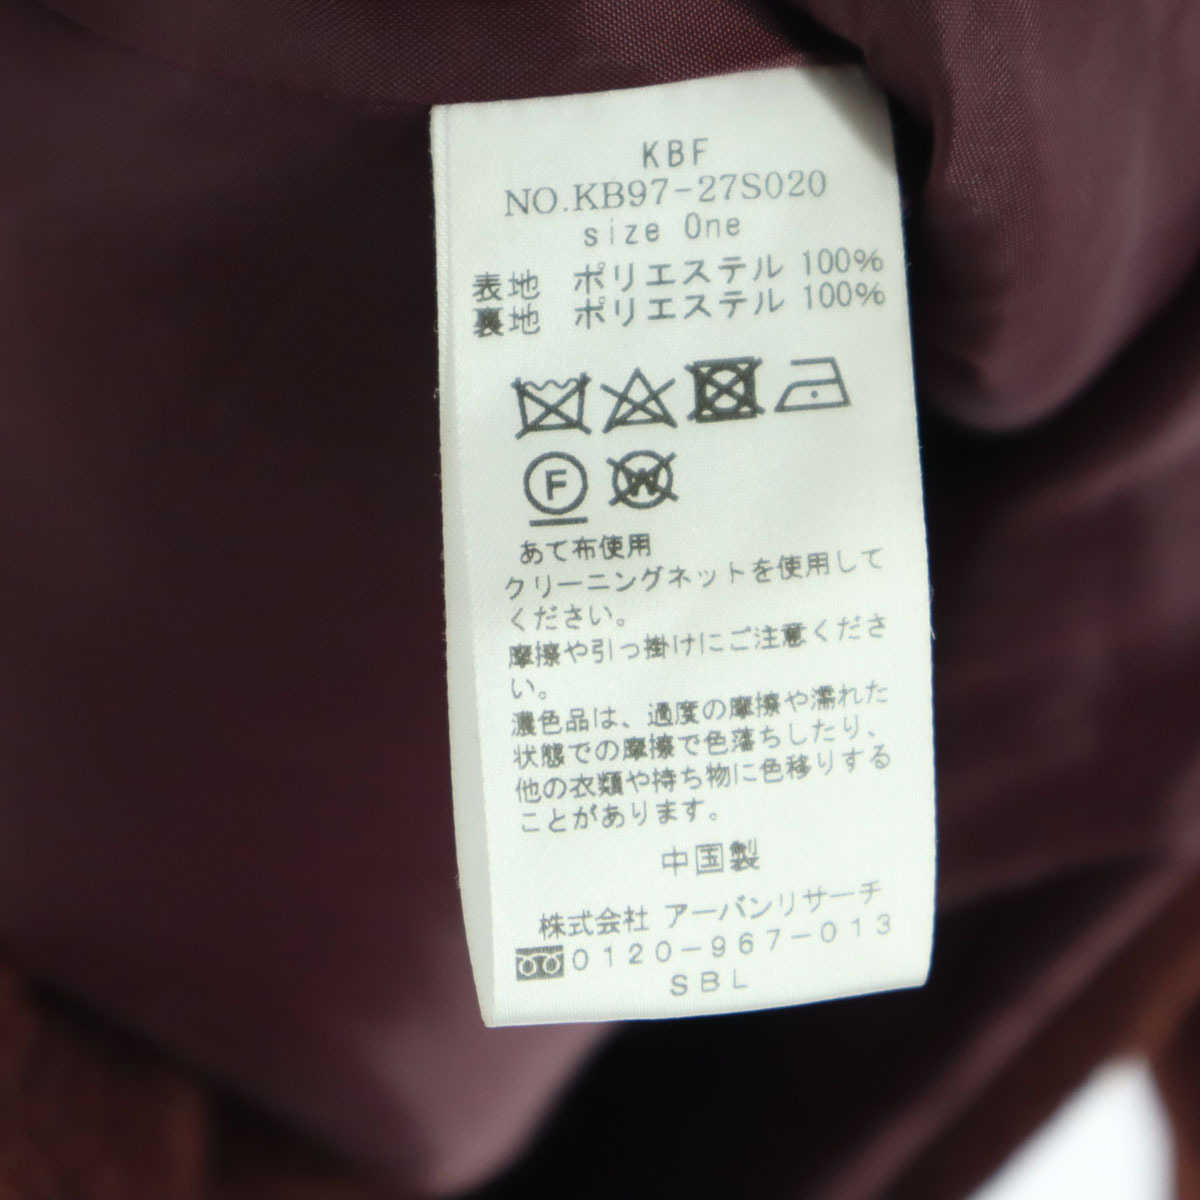 KBF
NO.KB97-27S020
size One
表地 ポリエステル 100%
裏地 ポリエステル 100%
F W
あて布使用
クリーニングネットを使用して
ください。
摩擦や引っ掛けにご注意くださ
い。
濃色品は、過度の摩擦や濡れた
状態での摩擦で色落ちしたり、
他の衣類や持ち物に色移りする
ことがあります。
中国製
株式会社 アーバンリサーチ
0120-967-013
SBL